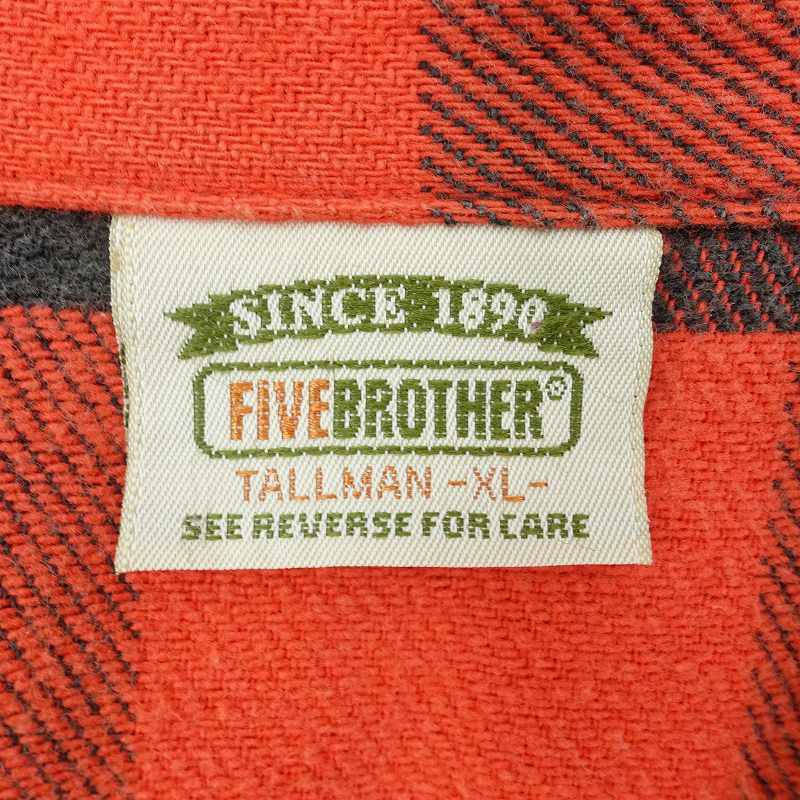 SINCE 1890
FIVEBROTHER®
TALLMAN -XL-
SEE REVERSE FOR CARE